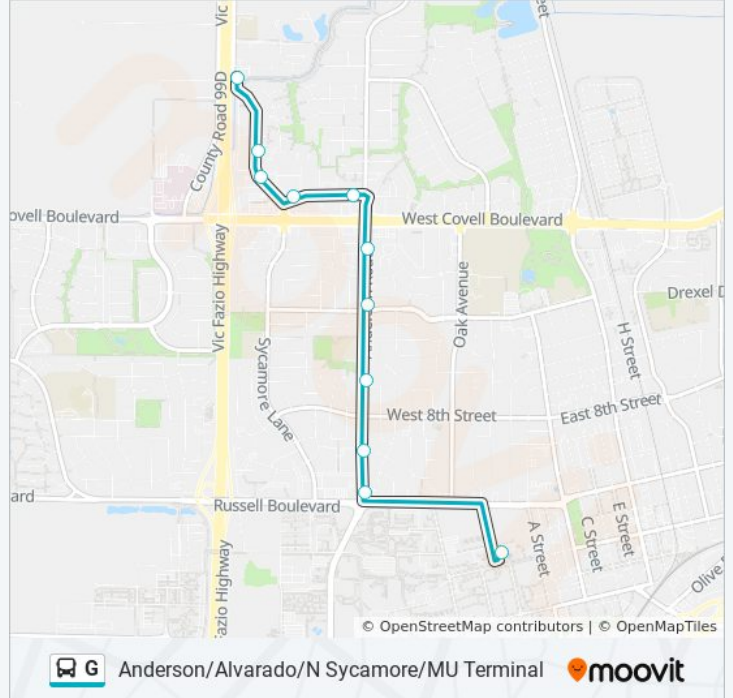 Vic
eet
County Road 99D
ovell Boulevard
West Covell Boulevard
Vic Fazio Highway
Drexel D
Oak Avenue
H Street
Sycamore Lane
West 8th Street
East 8th Street
ard
Russell Boulevard
A Street
C Street
E Street
Fazio Highway
Olive
© OpenStreetMap contributors | © OpenMapTiles
G Anderson/Alvarado/N Sycamore/MU Terminal
moovit